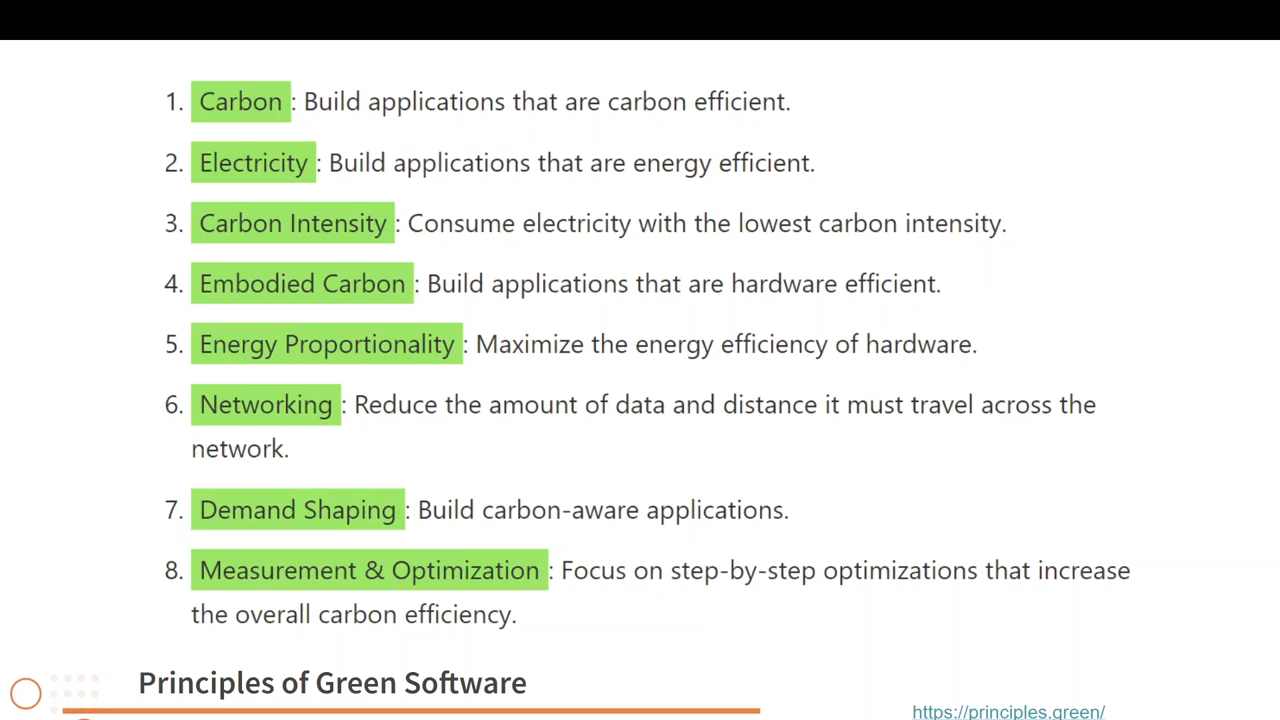 1. Carbon : Build applications that are carbon efficient.
2. Electricity : Build applications that are energy efficient.
3. Carbon Intensity : Consume electricity with the lowest carbon intensity.
4. Embodied Carbon : Build applications that are hardware efficient.
5. Energy Proportionality : Maximize the energy efficiency of hardware.
6. Networking : Reduce the amount of data and distance it must travel across the
network.
7. Demand Shaping : Build carbon-aware applications.
8. Measurement & Optimization : Focus on step-by-step optimizations that increase
the overall carbon efficiency.
Principles of Green Software
https://principles.green/